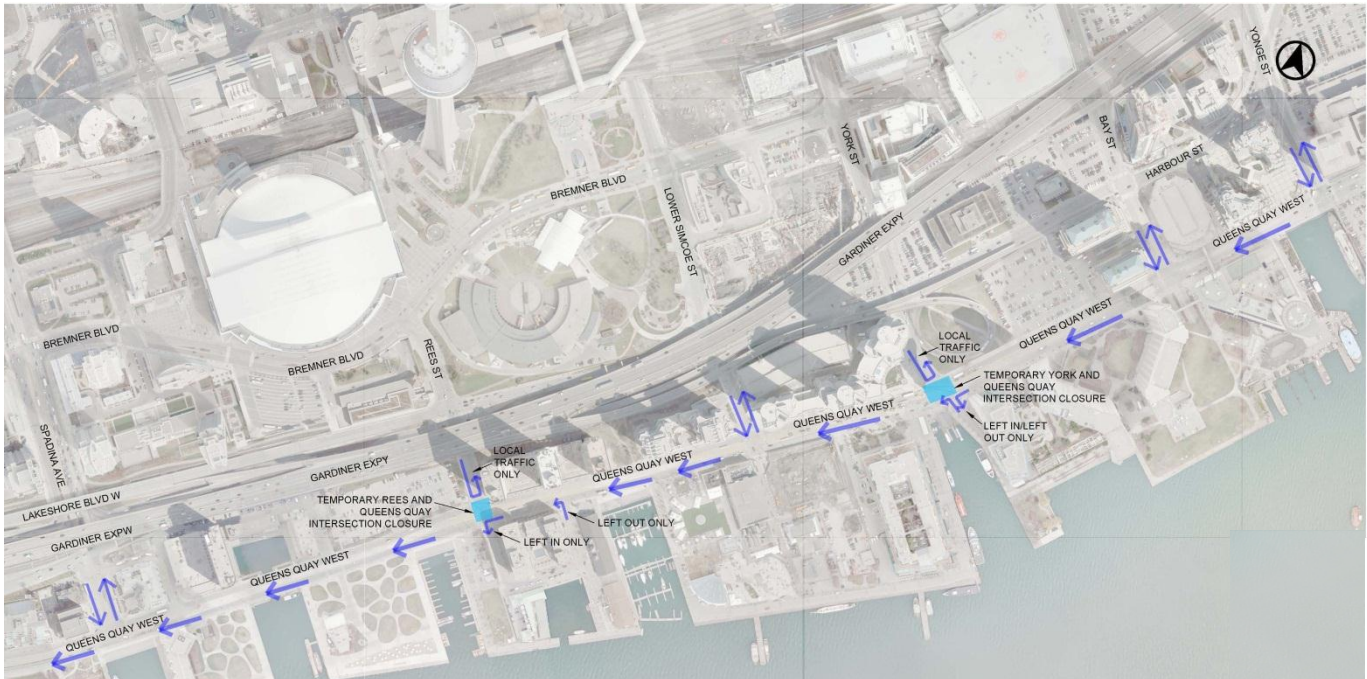 YONGE ST
BAY ST
YORK ST
HARBOUR ST
BREMNER BLVD
LOWER SIMCOE ST
QUEENS QUAY WEST
GARDINER EXPY
BREMNER BLVD
REES ST
BREMNER BLVD
QUEENS QUAY WEST
LOCAL
TRAFFIC
ONLY
TEMPORARY YORK AND
QUEENS QUAY
INTERSECTION CLOSURE
LEFT IN/LEFT
OUT ONLY
QUEENS QUAY WEST
SPADINA AVE
GARDINER EXPY
LOCAL
TRAFFIC
ONLY
QUEENS QUAY WEST
LAKESHORE BLVD W
TEMPORARY REES AND
QUEENS QUAY
INTERSECTION CLOSURE
LEFT OUT ONLY
LEFT IN ONLY
GARDINER EXPW
QUEENS QUAY WEST
QUEENS QUAY WEST